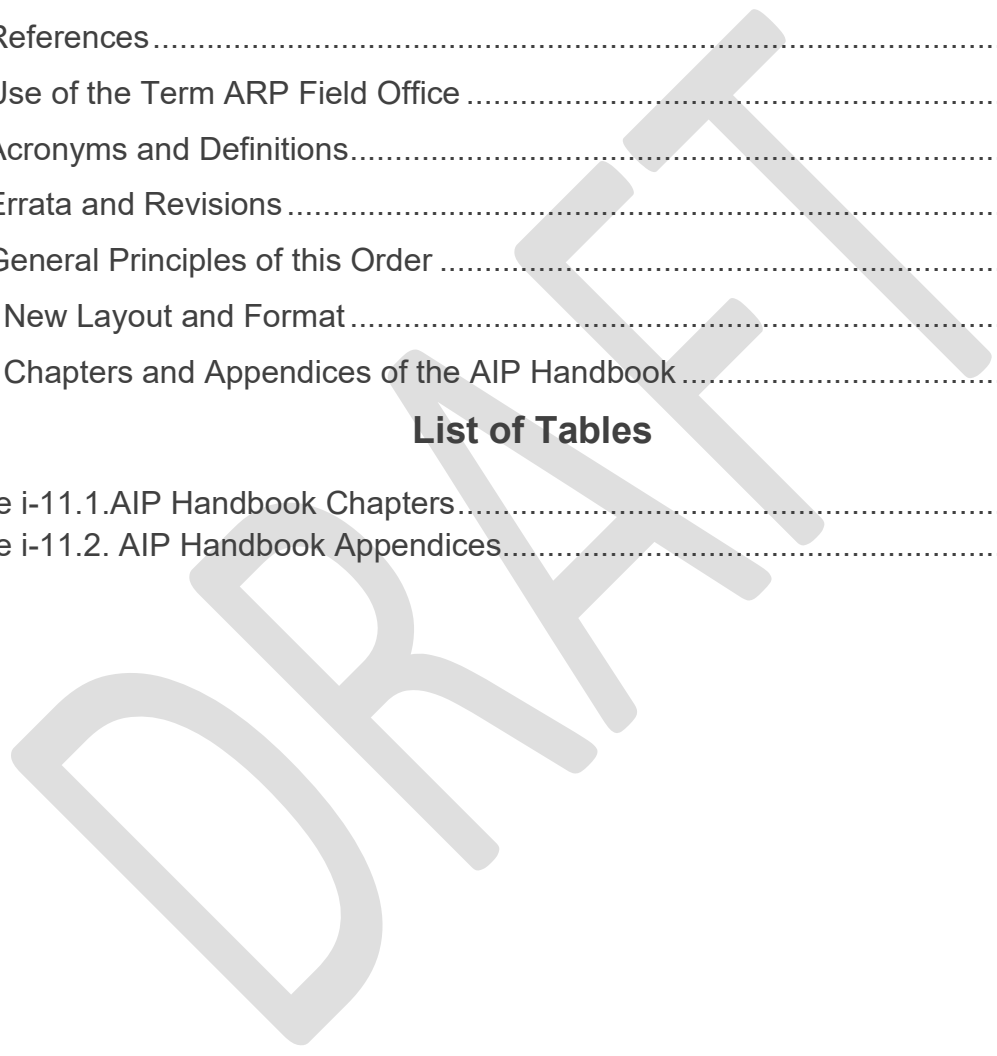 References..........................................................................................
Use of the Term ARP Field Office..........................................................
Acronyms and Definitions.......................................................................
Errata and Revisions..............................................................................
General Principles of this Order.............................................................
New Layout and Format.......................................................................
Chapters and Appendices of the AIP Handbook...................................
List of Tables
e i-11.1.AIP Handbook Chapters...........................................................
e i-11.2. AIP Handbook Appendices......................................................
DRAFT